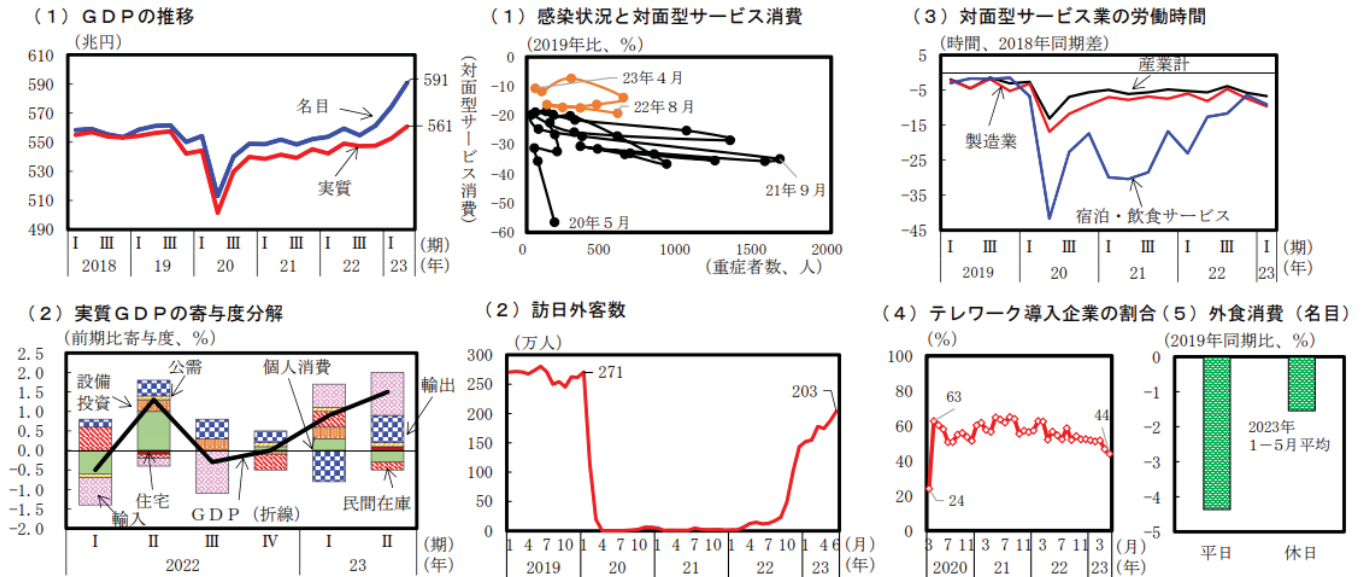 (1)GDPの推移
(兆円)
610
590
570
550
530
510
490
591
561
名目
実質
Ⅰ Ⅲ Ⅰ Ⅲ Ⅰ Ⅲ Ⅰ Ⅲ Ⅰ Ⅲ Ⅰ (期)
2018 19 20 21 22 23 (年)
(1)感染状況と対面型サービス消費
(2019年比、%)
(対面型サービス消費)
0
-10
-20
-30
-40
-50
-60
23年4月
22年8月
21年9月
20年5月
0 500 1000 1500 2000
(重症者数、人)
(3)対面型サービス業の労働時間
(時間、2018年同期差)
5
-5
-15
-25
-35
-45
産業計
製造業
宿泊・飲食サービス
Ⅰ Ⅲ Ⅰ Ⅲ Ⅰ Ⅲ Ⅰ Ⅲ Ⅰ (期)
2019 20 21 22 23 (年)
(2)実質GDPの寄与度分解
(前期比寄与度、%)
2.5
2.0
1.5
1.0
0.5
0.0
-0.5
-1.0
-1.5
-2.0
設備
投資
公需
個人消費
輸出
輸入
住宅
GDP(折線)
民間在庫
Ⅰ Ⅱ Ⅲ Ⅳ Ⅰ Ⅱ (期)
2022 23 (年)
(2)訪日外客数
(万人)
300
250
200
150
100
50
0
271
203
1 4 7 10 1 4 7 10 1 4 7 10 1 4 7 10 1 4 6 (月)
2019 20 21 22 23 (年)
(4)テレワーク導入企業の割合
(%)
100
80
60
40
20
0
63
24
44
3 7 11 3 7 11 3 7 11 3 (月)
2020 21 22 23 (年)
(5)外食消費(名目)
(2019年同期比、%)
0
-1
-2
-3
-4
-5
2023年
1-5月平均
平日 休日